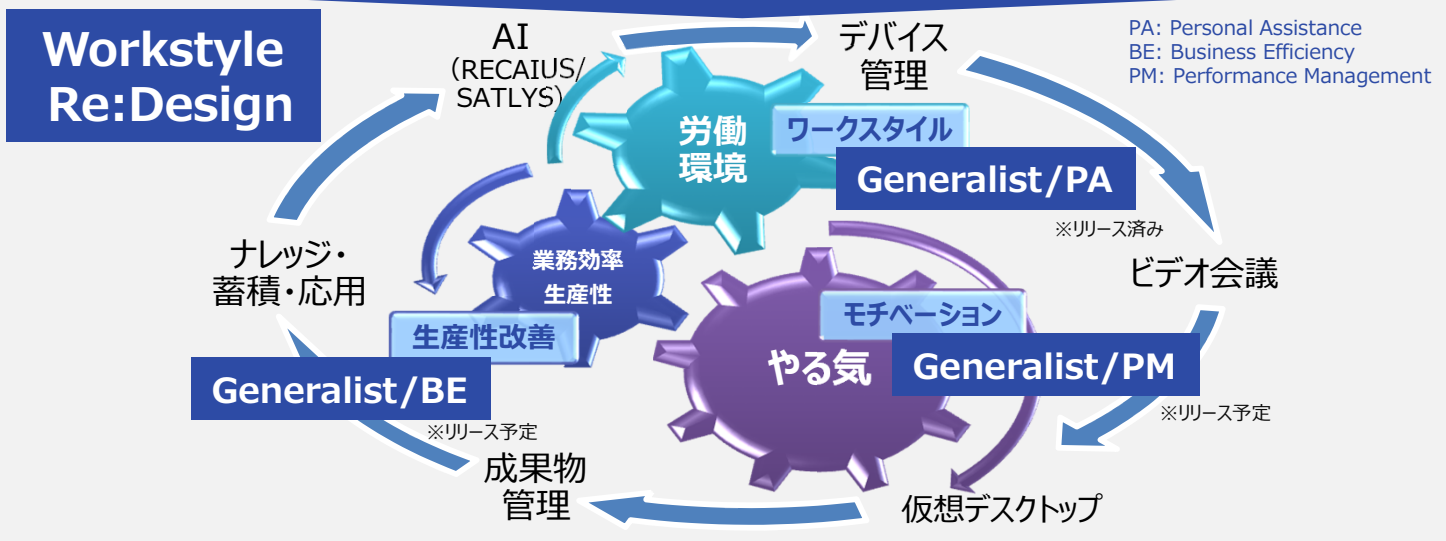 Workstyle
Re:Design
AI
（RECAIUS/
SATLYS）
デバイス
管理
PA: Personal Assistance
BE: Business Efficiency
PM: Performance Management
労働
環境
ワークスタイル
Generalist/PA
※リリース済み
ナレッジ・
蓄積・応用
業務効率
生産性
ビデオ会議
生産性改善
モチベーション
やる気
Generalist/PM
Generalist/BE
※リリース予定
※リリース予定
成果物
管理
仮想デスクトップ